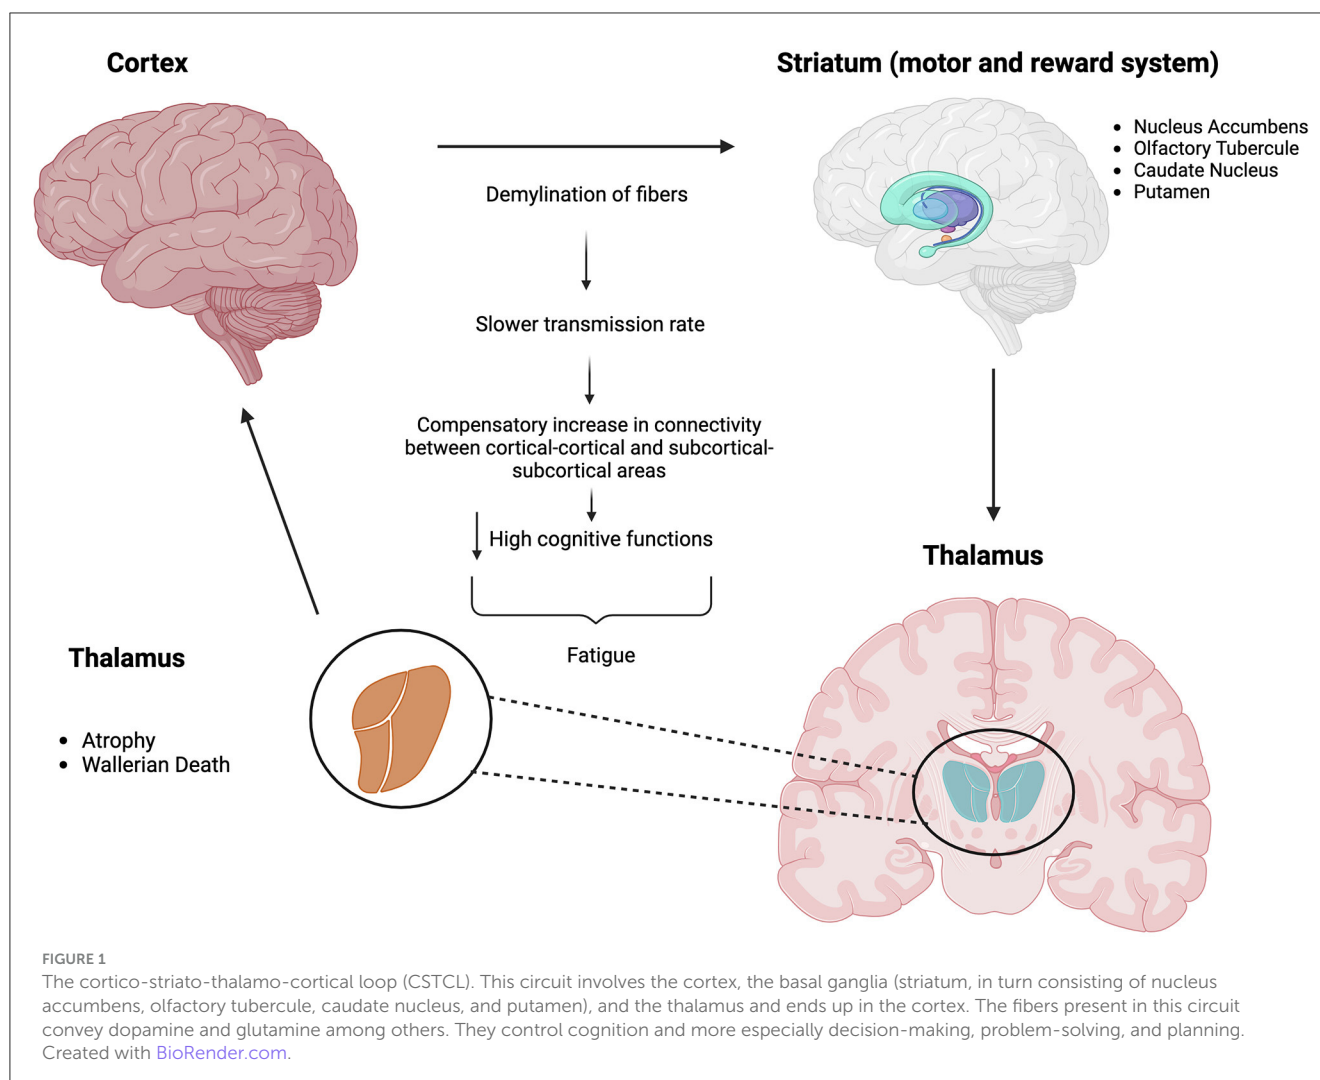 Cortex
Striatum (motor and reward system)
• Nucleus Accumbens
• Olfactory Tubercule
• Caudate Nucleus
• Putamen
Demylination of fibers
Slower transmission rate
Compensatory increase in connectivity
between cortical-cortical and subcortical-
subcortical areas
High cognitive functions
Fatigue
Thalamus
Thalamus
• Atrophy
• Wallerian Death
FIGURE 1
The cortico-striato-thalamo-cortical loop (CSTCL). This circuit involves the cortex, the basal ganglia (striatum, in turn consisting of nucleus
accumbens, olfactory tubercule, caudate nucleus, and putamen), and the thalamus and ends up in the cortex. The fibers present in this circuit
convey dopamine and glutamine among others. They control cognition and more especially decision-making, problem-solving, and planning.
Created with BioRender.com.